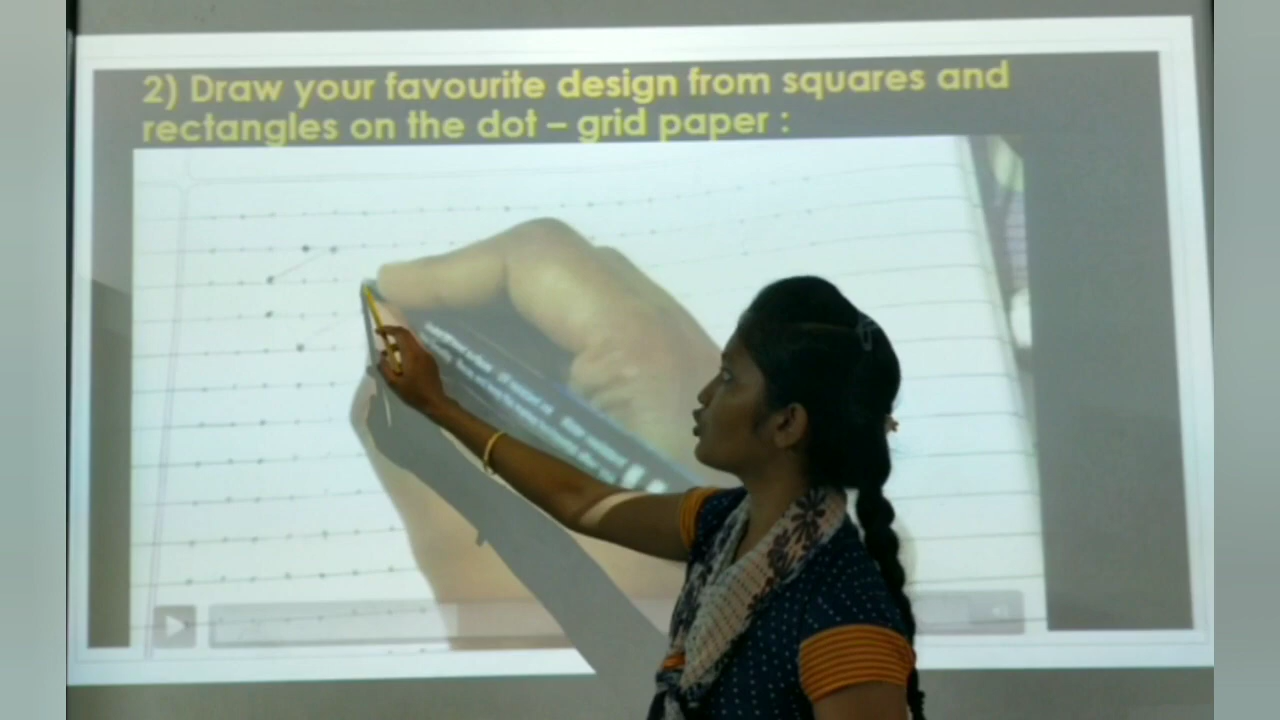 2) Draw your favourite design from squares and
rectangles on the dot – grid paper :